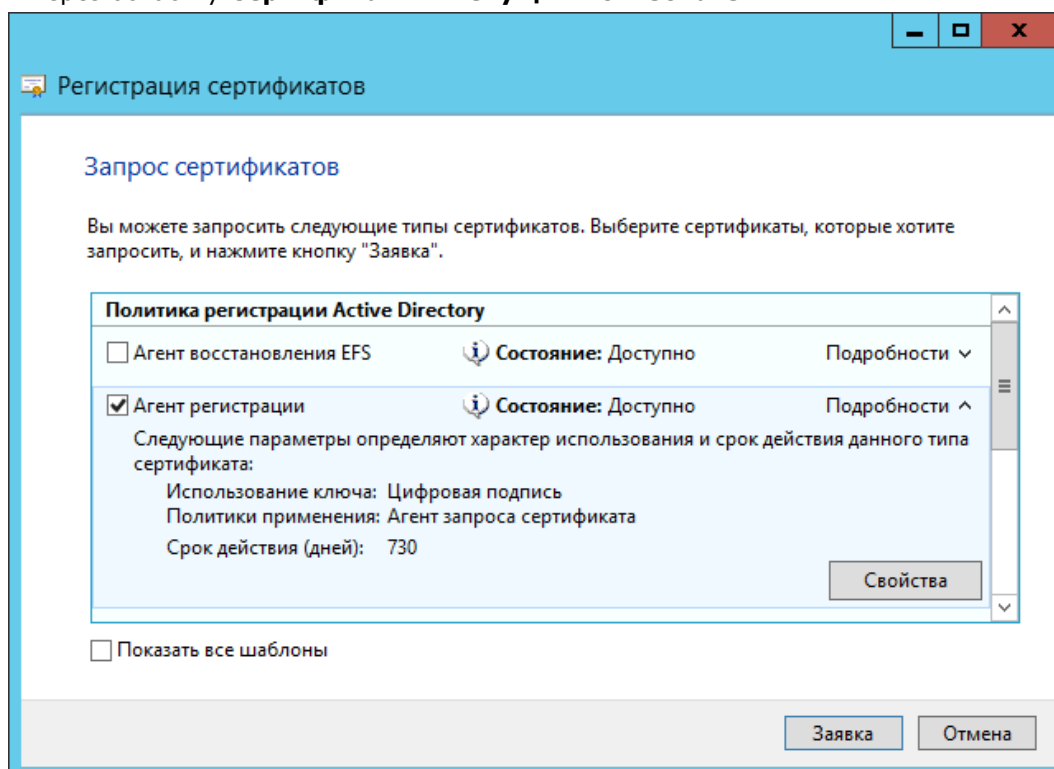 Регистрация сертификатов
Запрос сертификатов
Вы можете запросить следующие типы сертификатов. Выберите сертификаты, которые хотите
запросить, и нажмите кнопку "Заявка".
Политика регистрации Active Directory
Агент восстановления EFS Состояние: Доступно Подробности
Агент регистрации Состояние: Доступно Подробности
Следующие параметры определяют характер использования и срок действия данного типа
сертификата:
Использование ключа: Цифровая подпись
Политики применения: Агент запроса сертификата
Срок действия (дней): 730
Свойства
Показать все шаблоны
Заявка Отмена